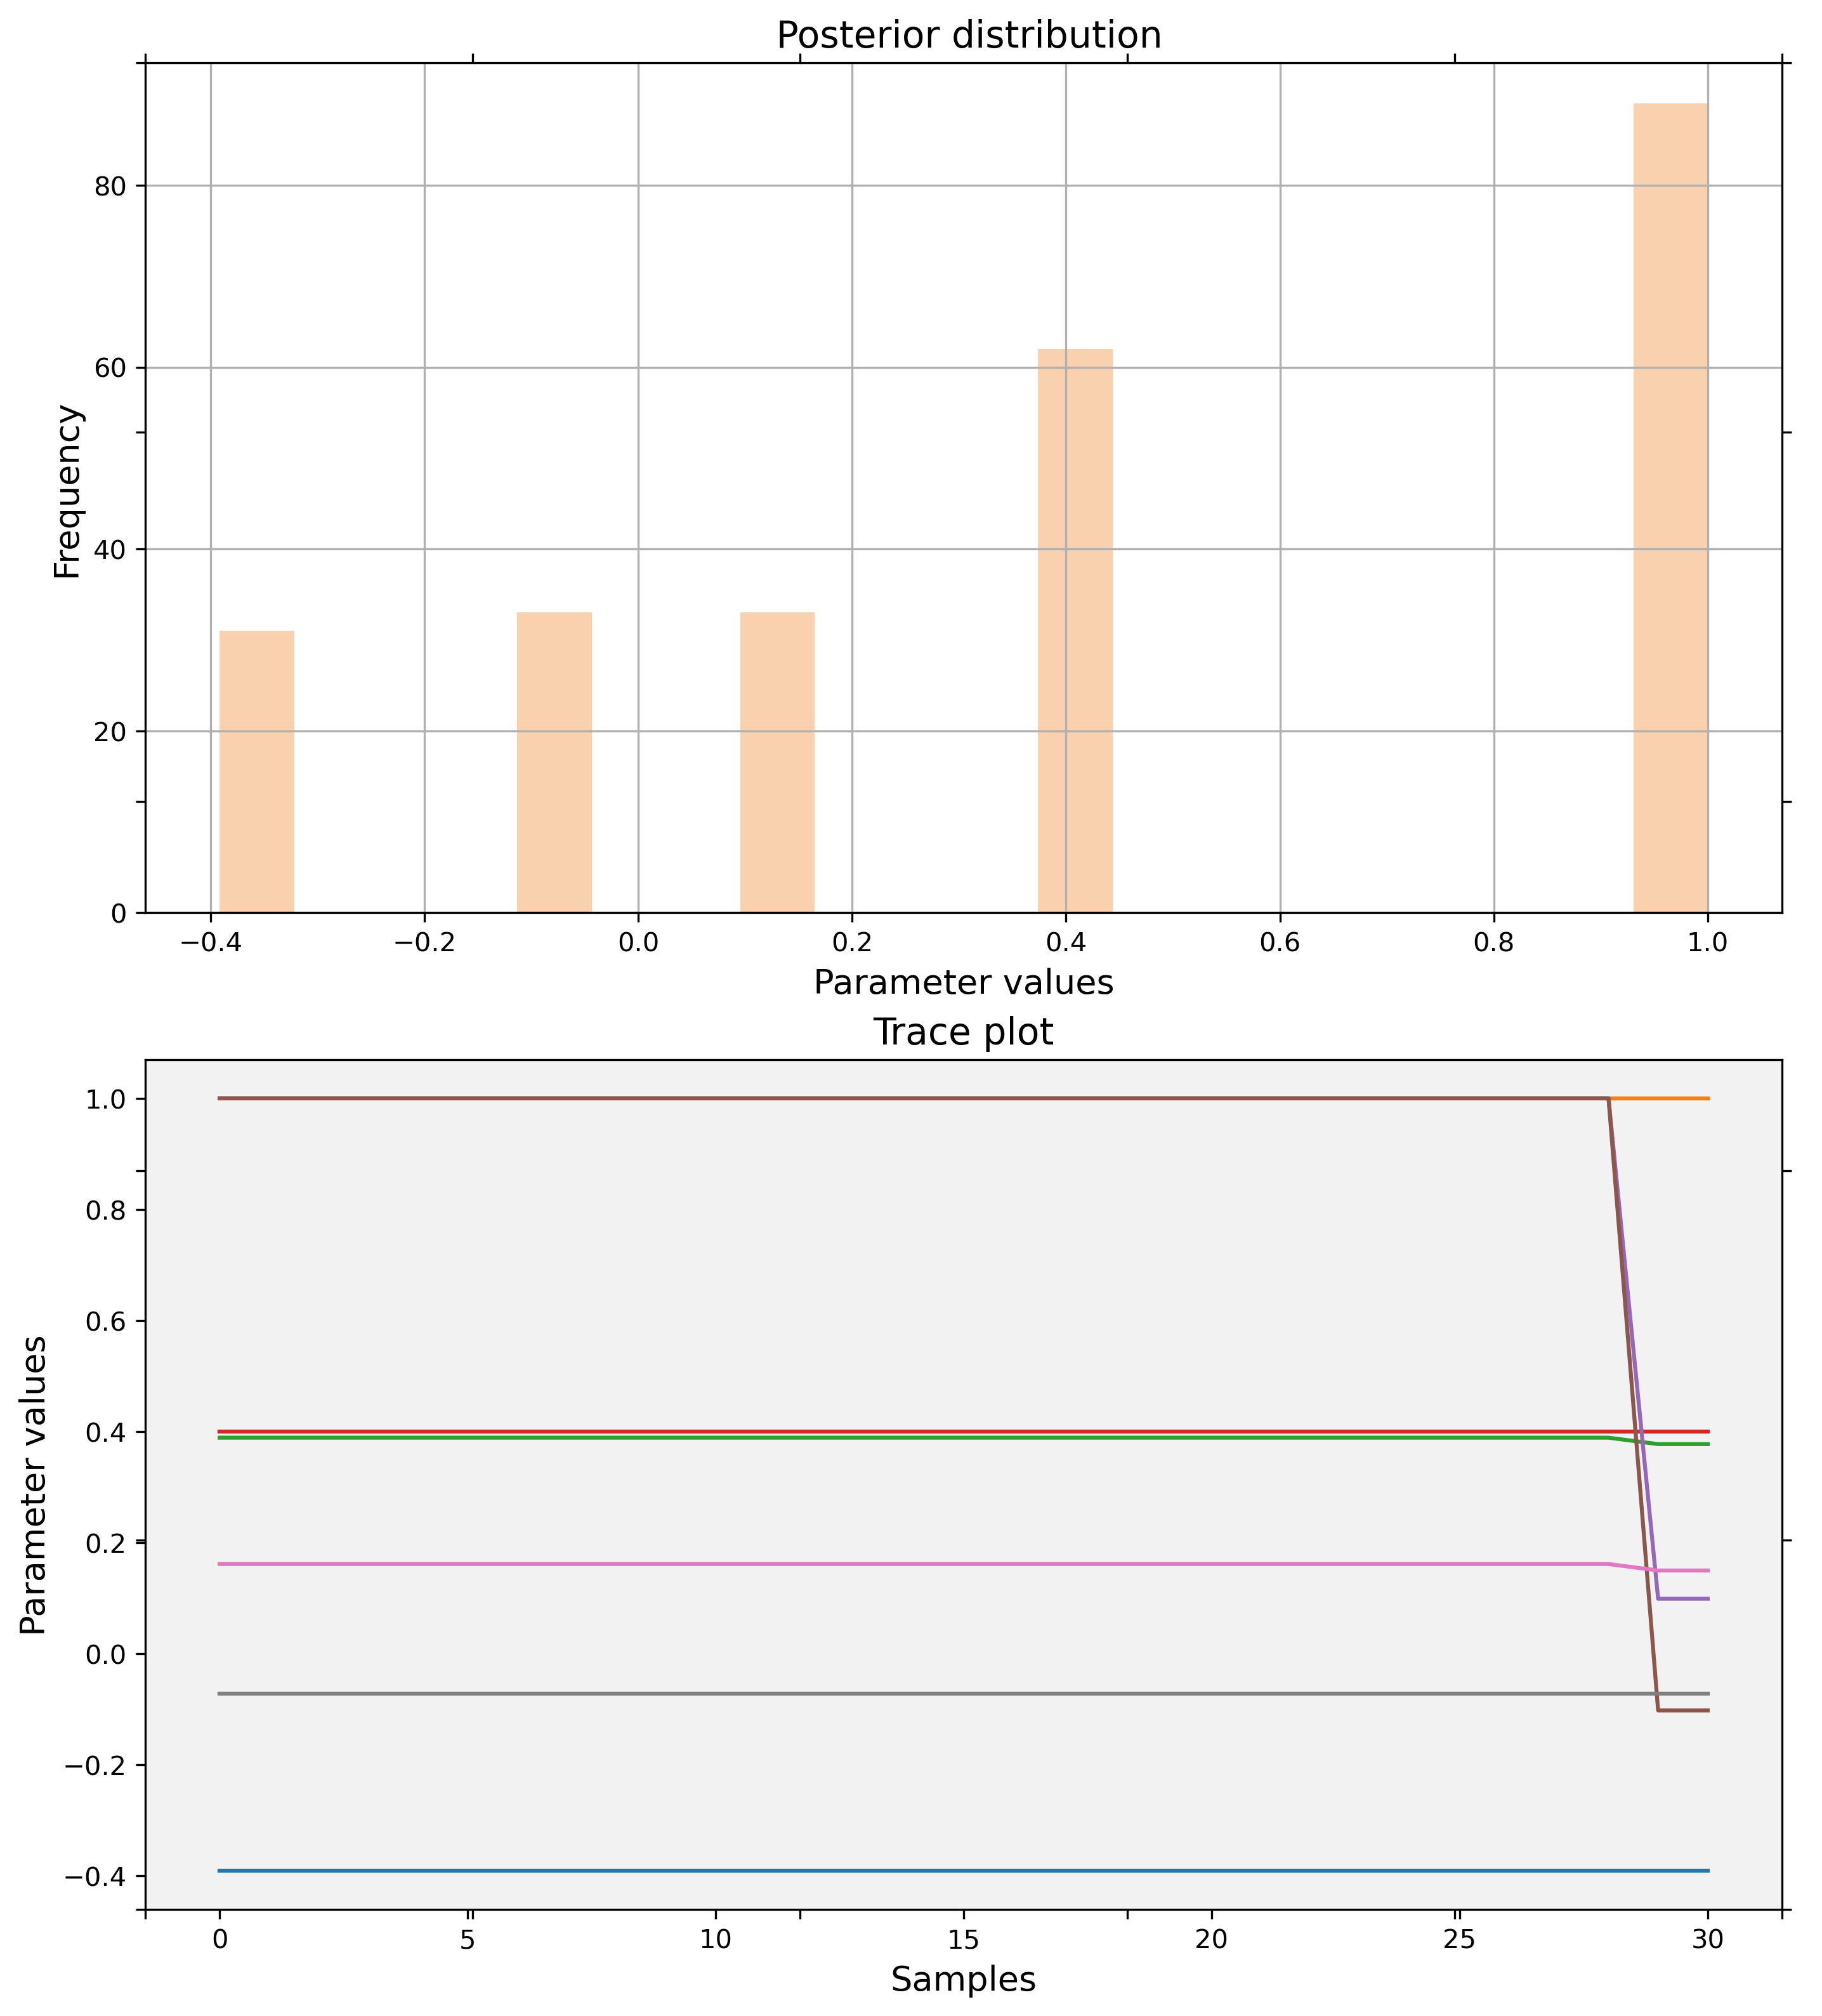 Posterior distribution
80
60
40
20
0
Frequency
−0.4 −0.2 0.0 0.2 0.4 0.6 0.8 1.0
Parameter values
Trace plot
1.0
0.8
0.6
0.4
0.2
0.0
−0.2
−0.4
Parameter values
0 5 10 15 20 25 30
Samples